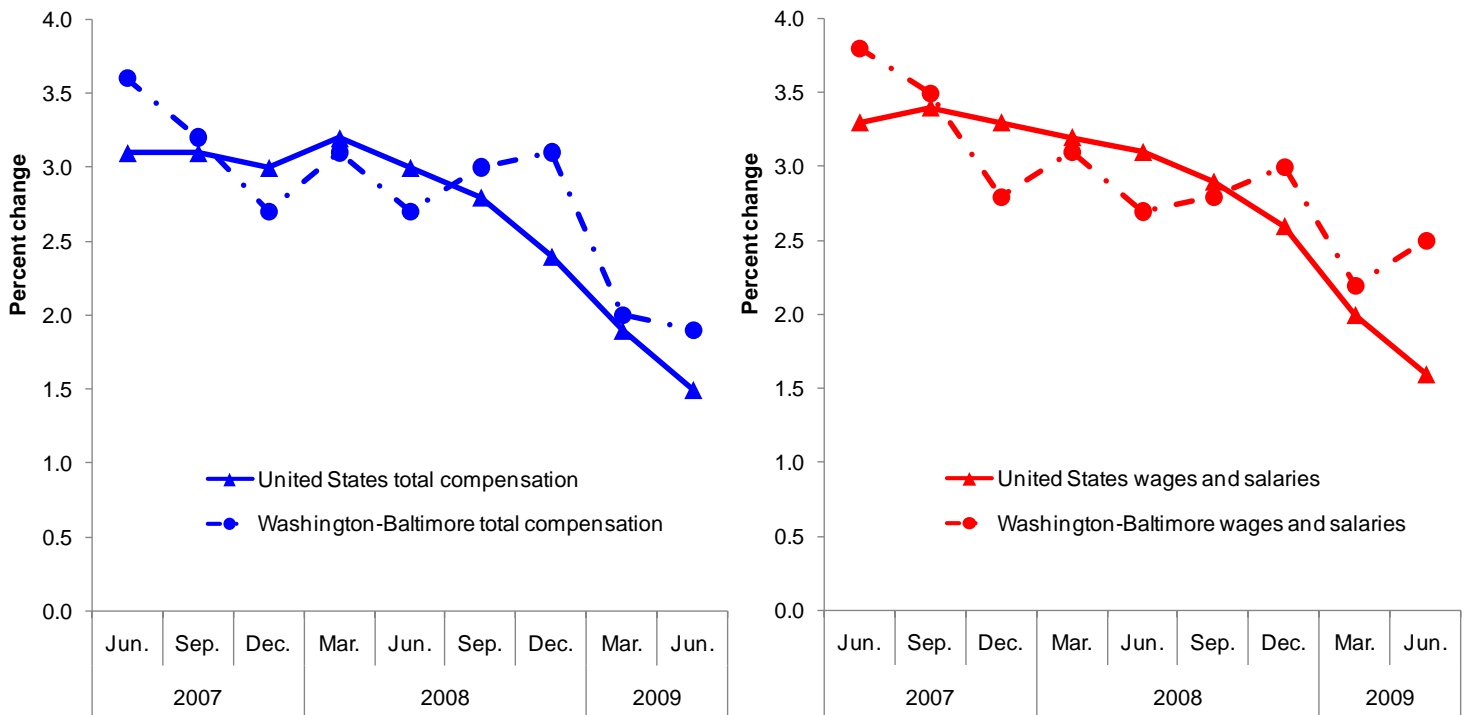 4.0
3.5
3.0
2.5
2.0
1.5
1.0
0.5
0.0
Percent change
United States total compensation
Washington-Baltimore total compensation
Jun. Sep. Dec. Mar. Jun. Sep. Dec. Mar. Jun.
2007 2008 2009
4.0
3.5
3.0
2.5
2.0
1.5
1.0
0.5
0.0
Percent change
United States wages and salaries
Washington-Baltimore wages and salaries
Jun. Sep. Dec. Mar. Jun. Sep. Dec. Mar. Jun.
2007 2008 2009